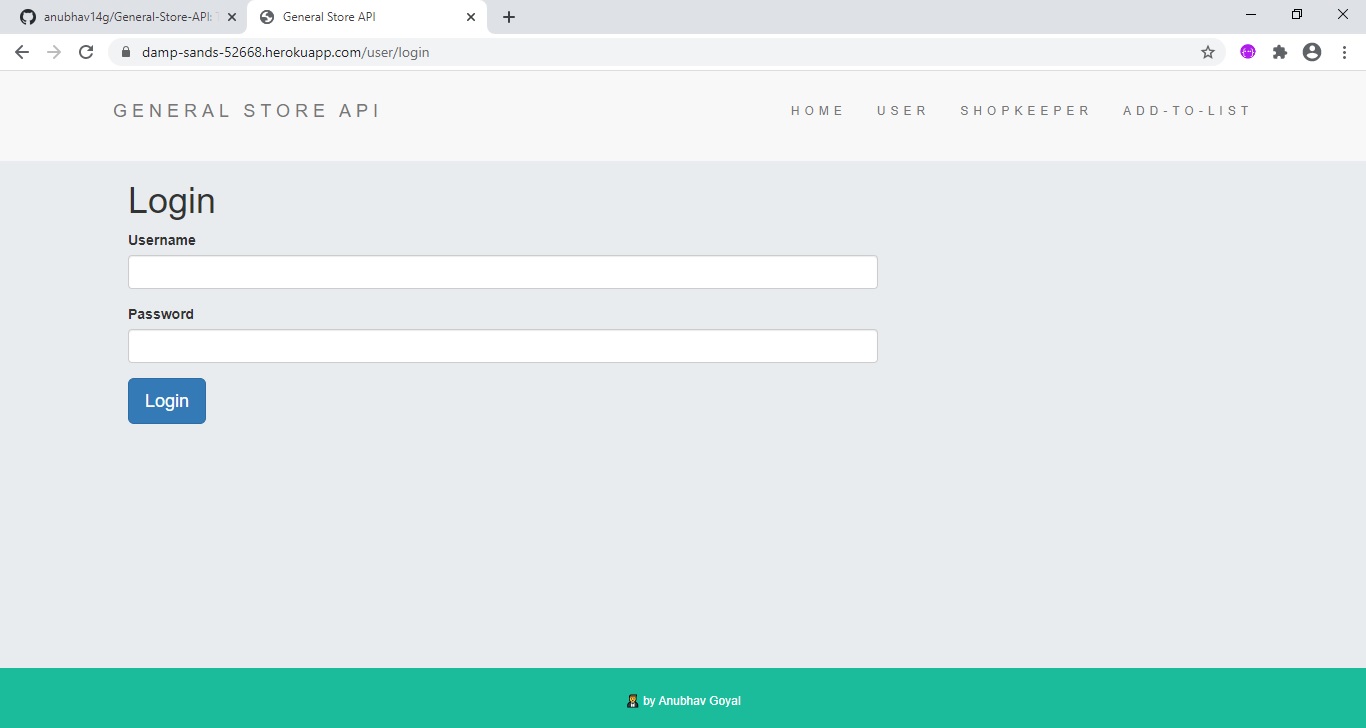 anubhav14g/General-Store-API:
General Store API
damp-sands-52668.herokuapp.com/user/login
GENERAL STORE API
HOME USER SHOPKEEPER ADD-TO-LIST
Login
Username
Password
Login
by Anubhav Goyal